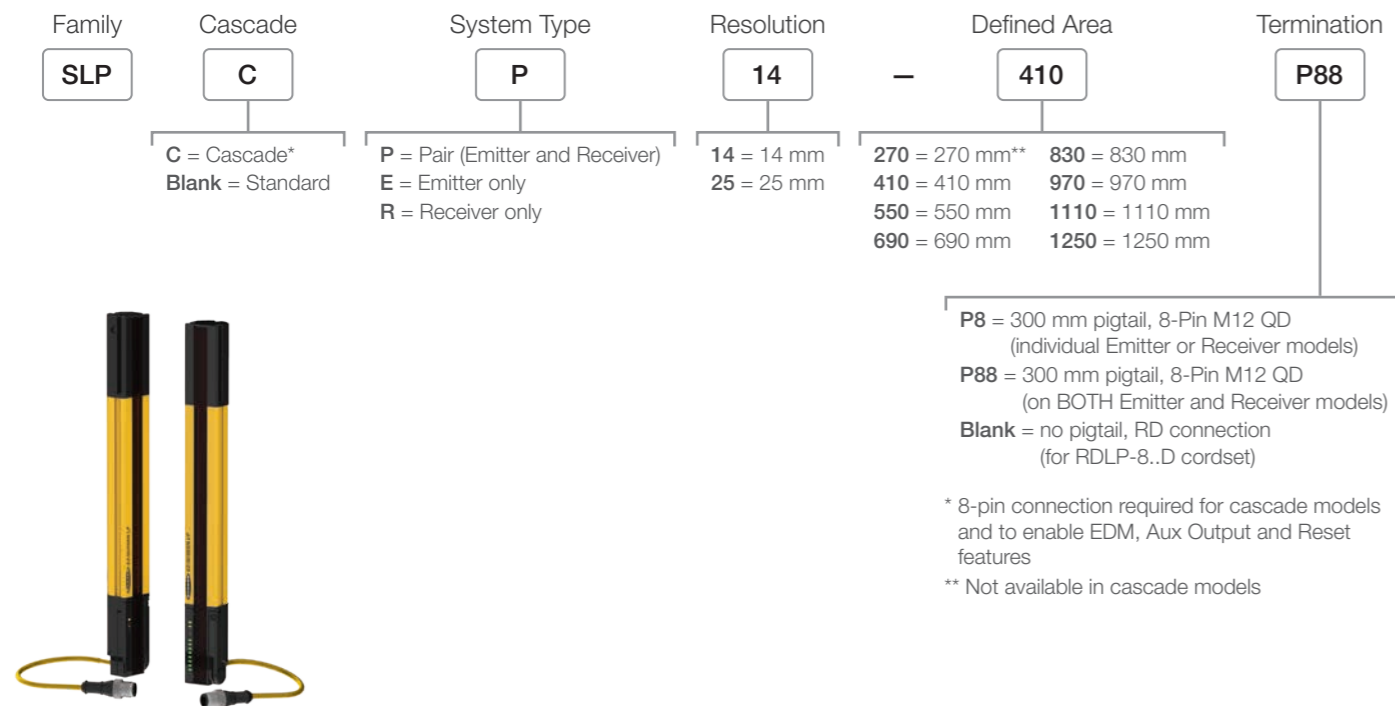 Family Cascade System Type Resolution Defined Area Termination
SLP C P 14 – 410 P88
C = Cascade*
Blank = Standard
P = Pair (Emitter and Receiver)
E = Emitter only
R = Receiver only
14 = 14 mm
25 = 25 mm
270 = 270 mm** 830 = 830 mm
410 = 410 mm 970 = 970 mm
550 = 550 mm 1110 = 1110 mm
690 = 690 mm 1250 = 1250 mm
P8 = 300 mm pigtail, 8-Pin M12 QD
(individual Emitter or Receiver models)
P88 = 300 mm pigtail, 8-Pin M12 QD
(on BOTH Emitter and Receiver models)
Blank = no pigtail, RD connection
(for RDLP-8..D cordset)
* 8-pin connection required for cascade models
and to enable EDM, Aux Output and Reset
features
** Not available in cascade models